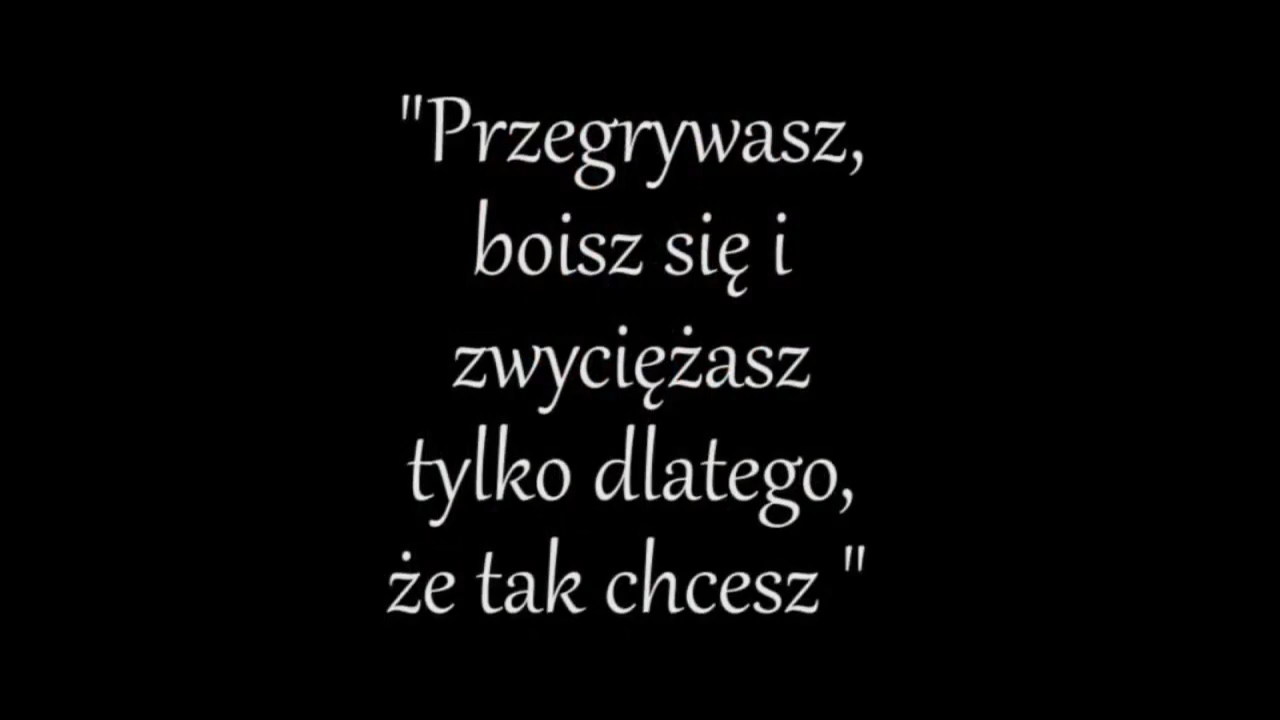 "Przegrywasz,
boisz się i
zwyciężasz
tylko dlatego,
że tak chcesz "